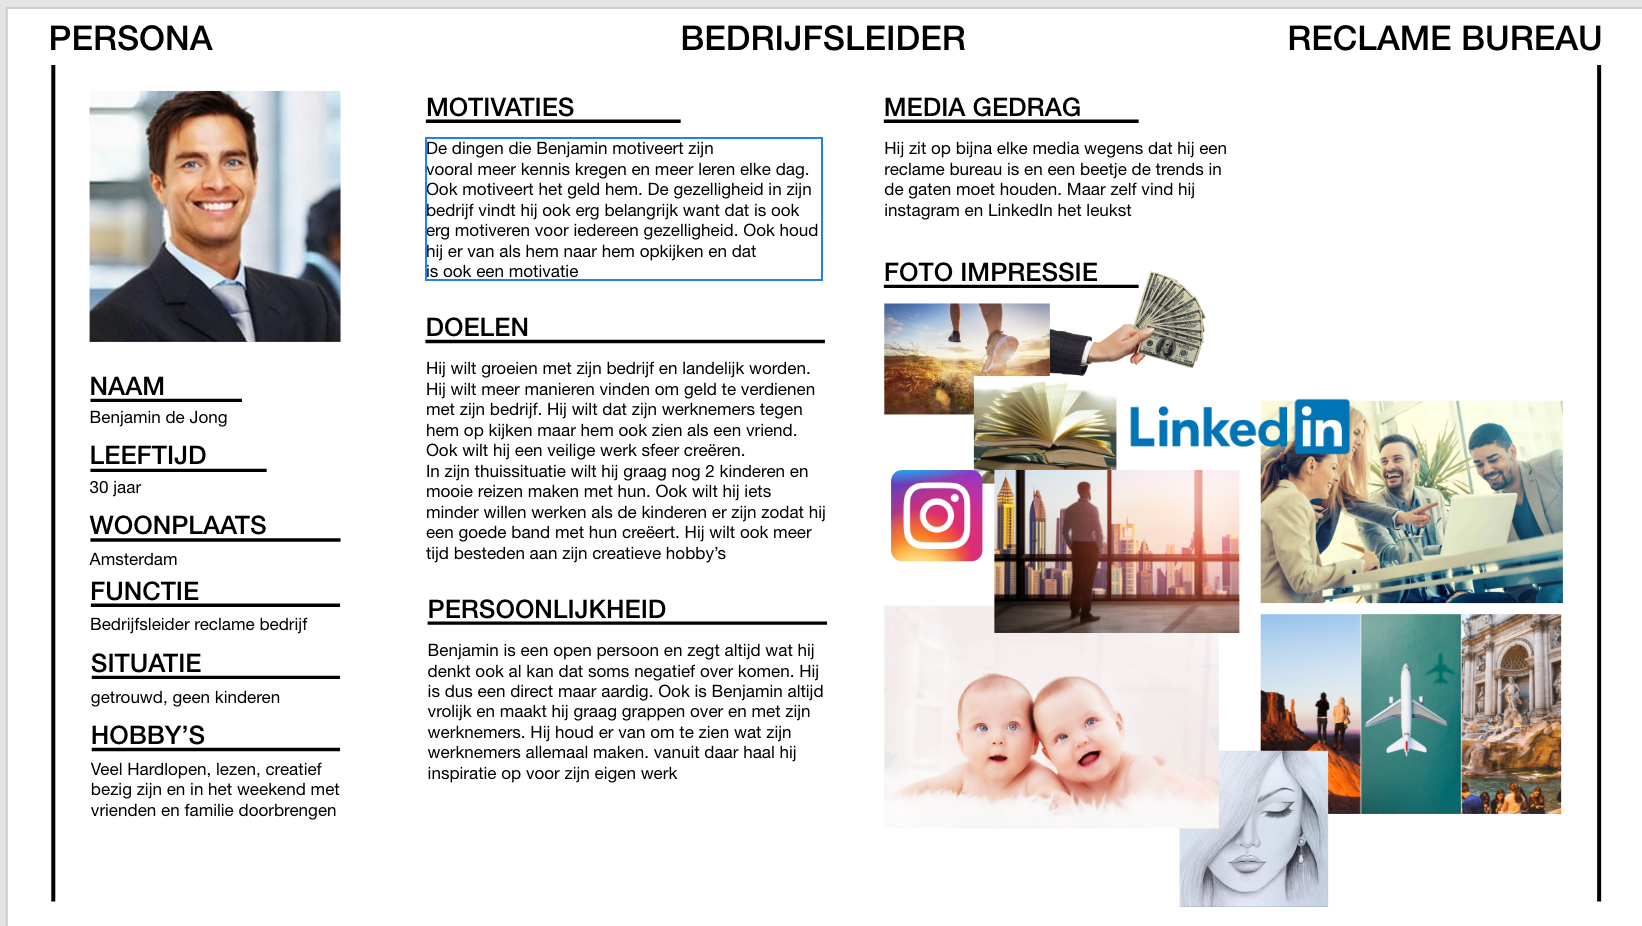 PERSONA
BEDRIJFSLEIDER
RECLAME BUREAU
NAAM
Benjamin de Jong
LEEFTIJD
30 jaar
WOONPLAATS
Amsterdam
FUNCTIE
Bedrijfsleider reclame bedrijf
SITUATIE
getrouwd, geen kinderen
HOBBY’S
Veel Hardlopen, lezen, creatief
bezig zijn en in het weekend met
vrienden en familie doorbrengen
MOTIVATIES
De dingen die Benjamin motiveert zijn
vooral meer kennis kregen en meer leren elke dag.
Ook motiveert het geld hem. De gezelligheid in zijn
bedrijf vindt hij ook erg belangrijk want dat is ook
erg motiveren voor iedereen gezelligheid. Ook houd
hij er van als hem naar hem opkijken en dat
is ook een motivatie
DOELEN
Hij wilt groeien met zijn bedrijf en landelijk worden.
Hij wilt meer manieren vinden om geld te verdienen
met zijn bedrijf. Hij wilt dat zijn werknemers tegen
hem op kijken maar hem ook zien als een vriend.
Ook wilt hij een veilige werk sfeer creëren.
In zijn thuissituatie wilt hij graag nog 2 kinderen en
mooie reizen maken met hun. Ook wilt hij iets
minder willen werken als de kinderen er zijn zodat hij
een goede band met hun creëert. Hij wilt ook meer
tijd besteden aan zijn creatieve hobby’s
PERSOONLIJKHEID
Benjamin is een open persoon en zegt altijd wat hij
denkt ook al kan dat soms negatief over komen. Hij
is dus een direct maar aardig. Ook is Benjamin altijd
vrolijk en maakt hij graag grappen over en met zijn
werknemers. Hij houd er van om te zien wat zijn
werknemers allemaal maken. vanuit daar haal hij
inspiratie op voor zijn eigen werk
MEDIA GEDRAG
Hij zit op bijna elke media wegens dat hij een
reclame bureau is en een beetje de trends in
de gaten moet houden. Maar zelf vind hij
instagram en LinkedIn het leukst
FOTO IMPRESSIE
Linkedin